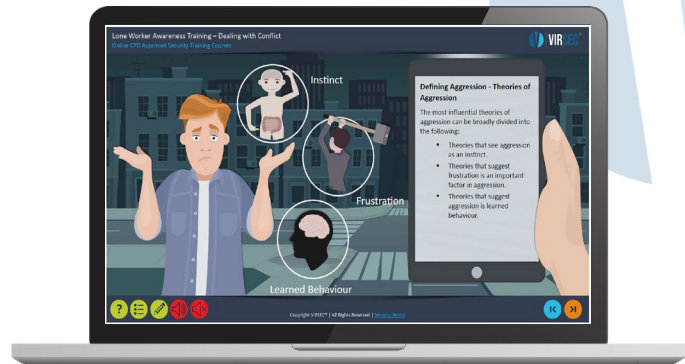 Lone Worker Awareness Training – Dealing with Conflict
Online CPD Approved Security Training Courses
VIRSEC
Instinct
Frustration
Learned Behaviour
Defining Aggression - Theories of
Aggression
The most influential theories of
aggression can be broadly divided into
the following:
▪ Theories that see aggression
as an instinct.
▪ Theories that suggest
frustration is an important
factor in aggression.
▪ Theories that suggest
aggression is learned
behaviour.
?
Copyright VIRSEC® | All Rights Reserved | Security Notice